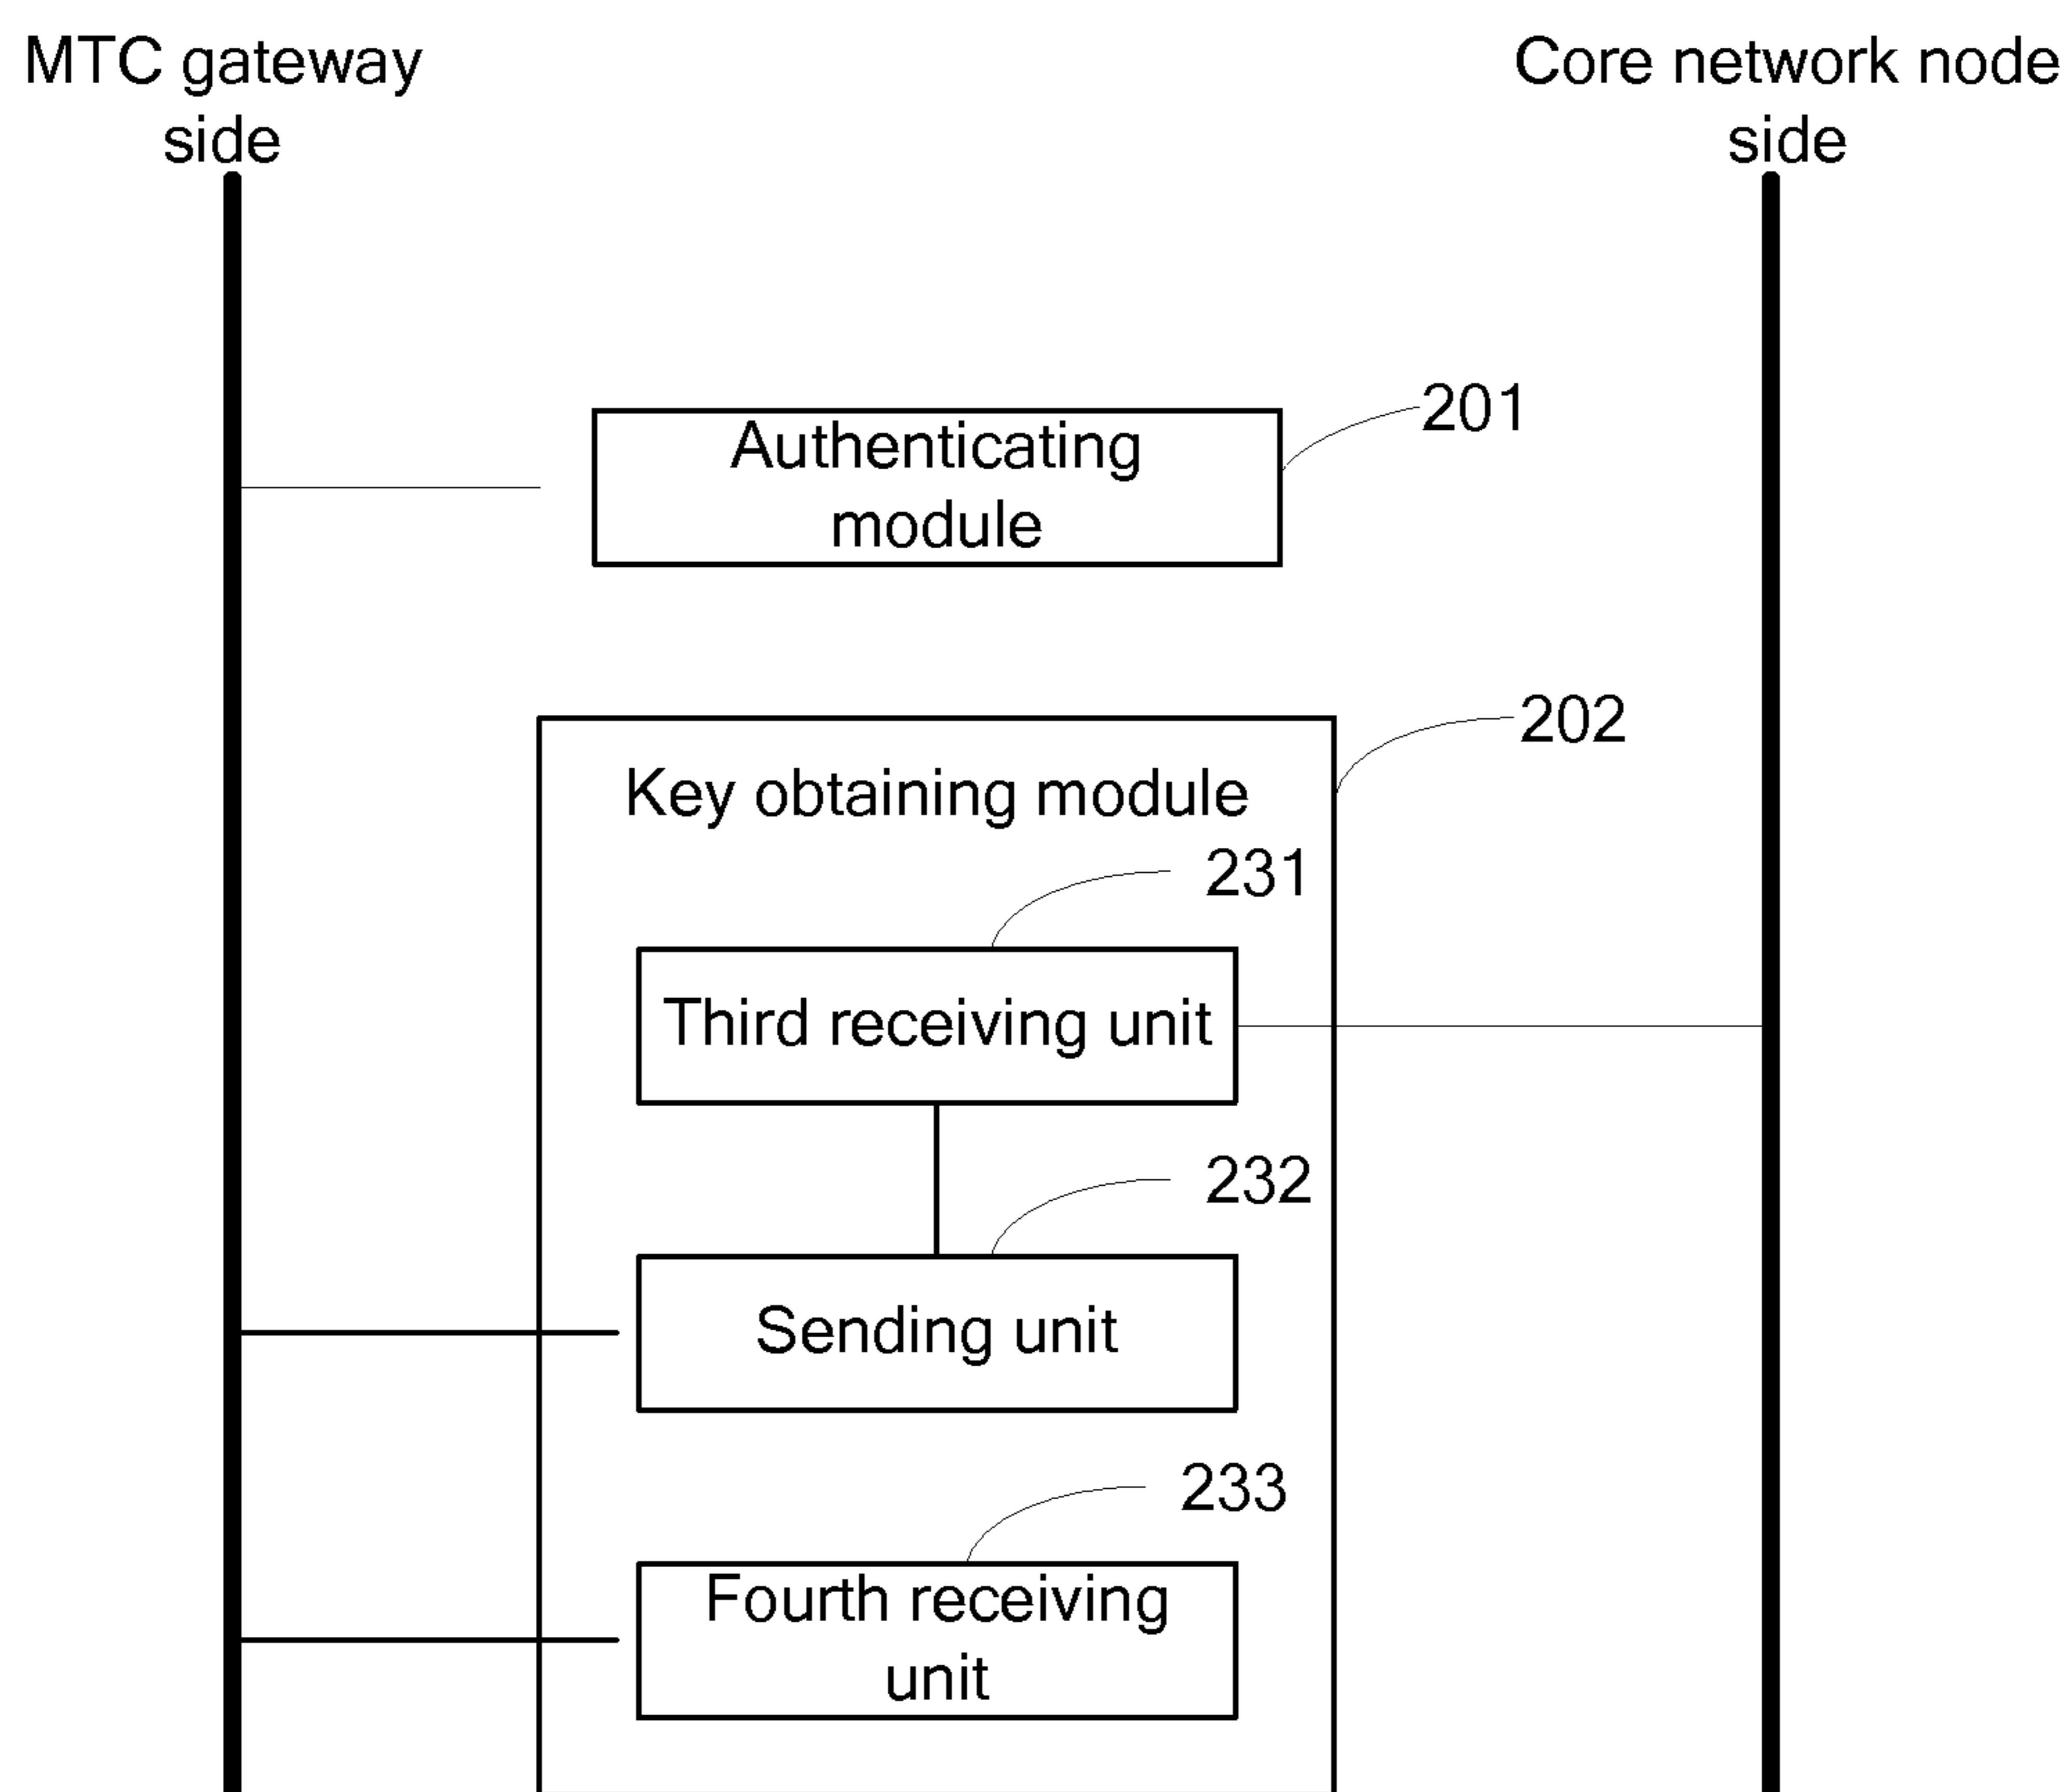 MTC gateway
side
Core network node
side
201
Authenticating
module
202
Key obtaining module
231
Third receiving unit
232
Sending unit
233
Fourth receiving
unit